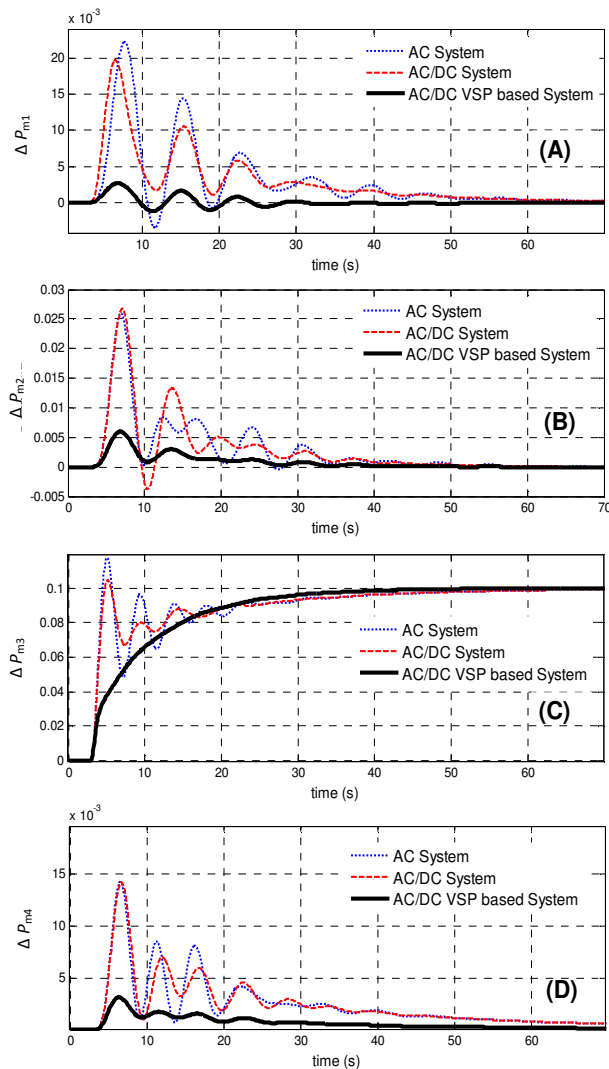 x 10⁻³
20
15
10
5
0
Δ Pm1
AC System
AC/DC System
AC/DC VSP based System
(A)
10 20 30 40 50 60
time (s)
0.03
0.025
0.02
0.015
0.01
0.005
0
-0.005
Δ Pm2
AC System
AC/DC System
AC/DC VSP based System
(B)
0 10 20 30 40 50 60 70
time (s)
0.1
0.08
0.06
0.04
0.02
0
Δ Pm3
AC System
AC/DC System
AC/DC VSP based System
(C)
0 10 20 30 40 50 60
time (s)
x 10⁻³
15
10
5
0
Δ Pm4
AC System
AC/DC System
AC/DC VSP based System
(D)
0 10 20 30 40 50 60
time (s)